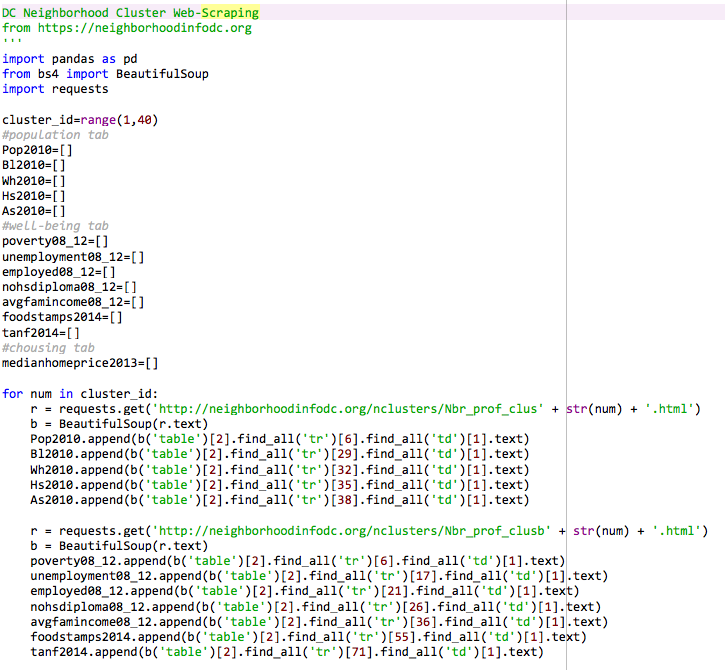 DC Neighborhood Cluster Web-Scraping
from https://neighborhoodinfodc.org
'''
import pandas as pd
from bs4 import BeautifulSoup
import requests

cluster_id=range(1,40)
#population tab
Pop2010=[]
Bl2010=[]
Wh2010=[]
Hs2010=[]
As2010=[]
#well-being tab
poverty08_12=[]
unemployment08_12=[]
employed08_12=[]
nohsdiploma08_12=[]
avgfamincome08_12=[]
foodstamps2014=[]
tanf2014=[]
#chousing tab
medianhomeprice2013=[]

for num in cluster_id:
    r = requests.get('http://neighborhoodinfodc.org/nclusters/Nbr_prof_clus' + str(num) + '.html')
    b = BeautifulSoup(r.text)
    Pop2010.append(b('table')[2].find_all('tr')[6].find_all('td')[1].text)
    Bl2010.append(b('table')[2].find_all('tr')[29].find_all('td')[1].text)
    Wh2010.append(b('table')[2].find_all('tr')[32].find_all('td')[1].text)
    Hs2010.append(b('table')[2].find_all('tr')[35].find_all('td')[1].text)
    As2010.append(b('table')[2].find_all('tr')[38].find_all('td')[1].text)

    r = requests.get('http://neighborhoodinfodc.org/nclusters/Nbr_prof_clusb' + str(num) + '.html')
    b = BeautifulSoup(r.text)
    poverty08_12.append(b('table')[2].find_all('tr')[6].find_all('td')[1].text)
    unemployment08_12.append(b('table')[2].find_all('tr')[17].find_all('td')[1].text)
    employed08_12.append(b('table')[2].find_all('tr')[21].find_all('td')[1].text)
    nohsdiploma08_12.append(b('table')[2].find_all('tr')[26].find_all('td')[1].text)
    avgfamincome08_12.append(b('table')[2].find_all('tr')[36].find_all('td')[1].text)
    foodstamps2014.append(b('table')[2].find_all('tr')[55].find_all('td')[1].text)
    tanf2014.append(b('table')[2].find_all('tr')[71].find_all('td')[1].text)